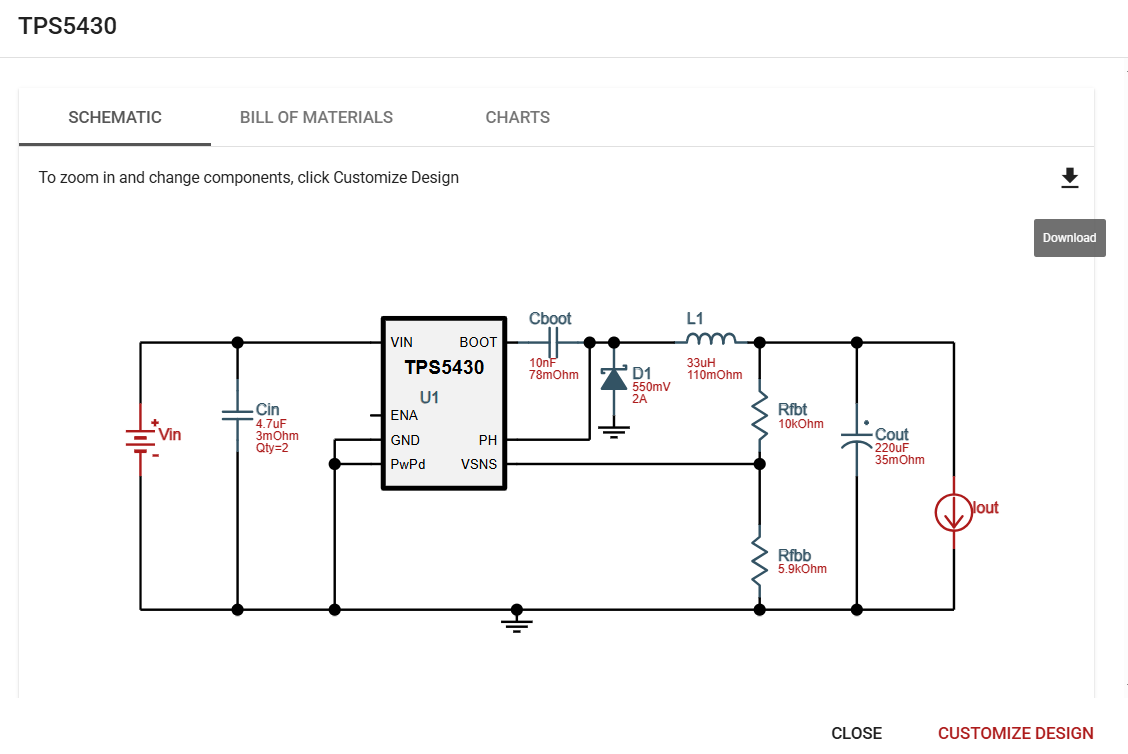 TPS5430
SCHEMATIC
BILL OF MATERIALS
CHARTS
To zoom in and change components, click Customize Design
Download
Cboot
10nF
78mOhm
L1
33uH
110mOhm
VIN
BOOT
TPS5430
U1
ENA
GND
PH
PwPd
VSNS
D1
550mV
2A
Cin
4.7uF
3mOhm
Qty=2
+
Vin
-
Rfbt
10kOhm
Cout
220uF
35mOhm
Iout
Rfbb
5.9kOhm
CLOSE
CUSTOMIZE DESIGN